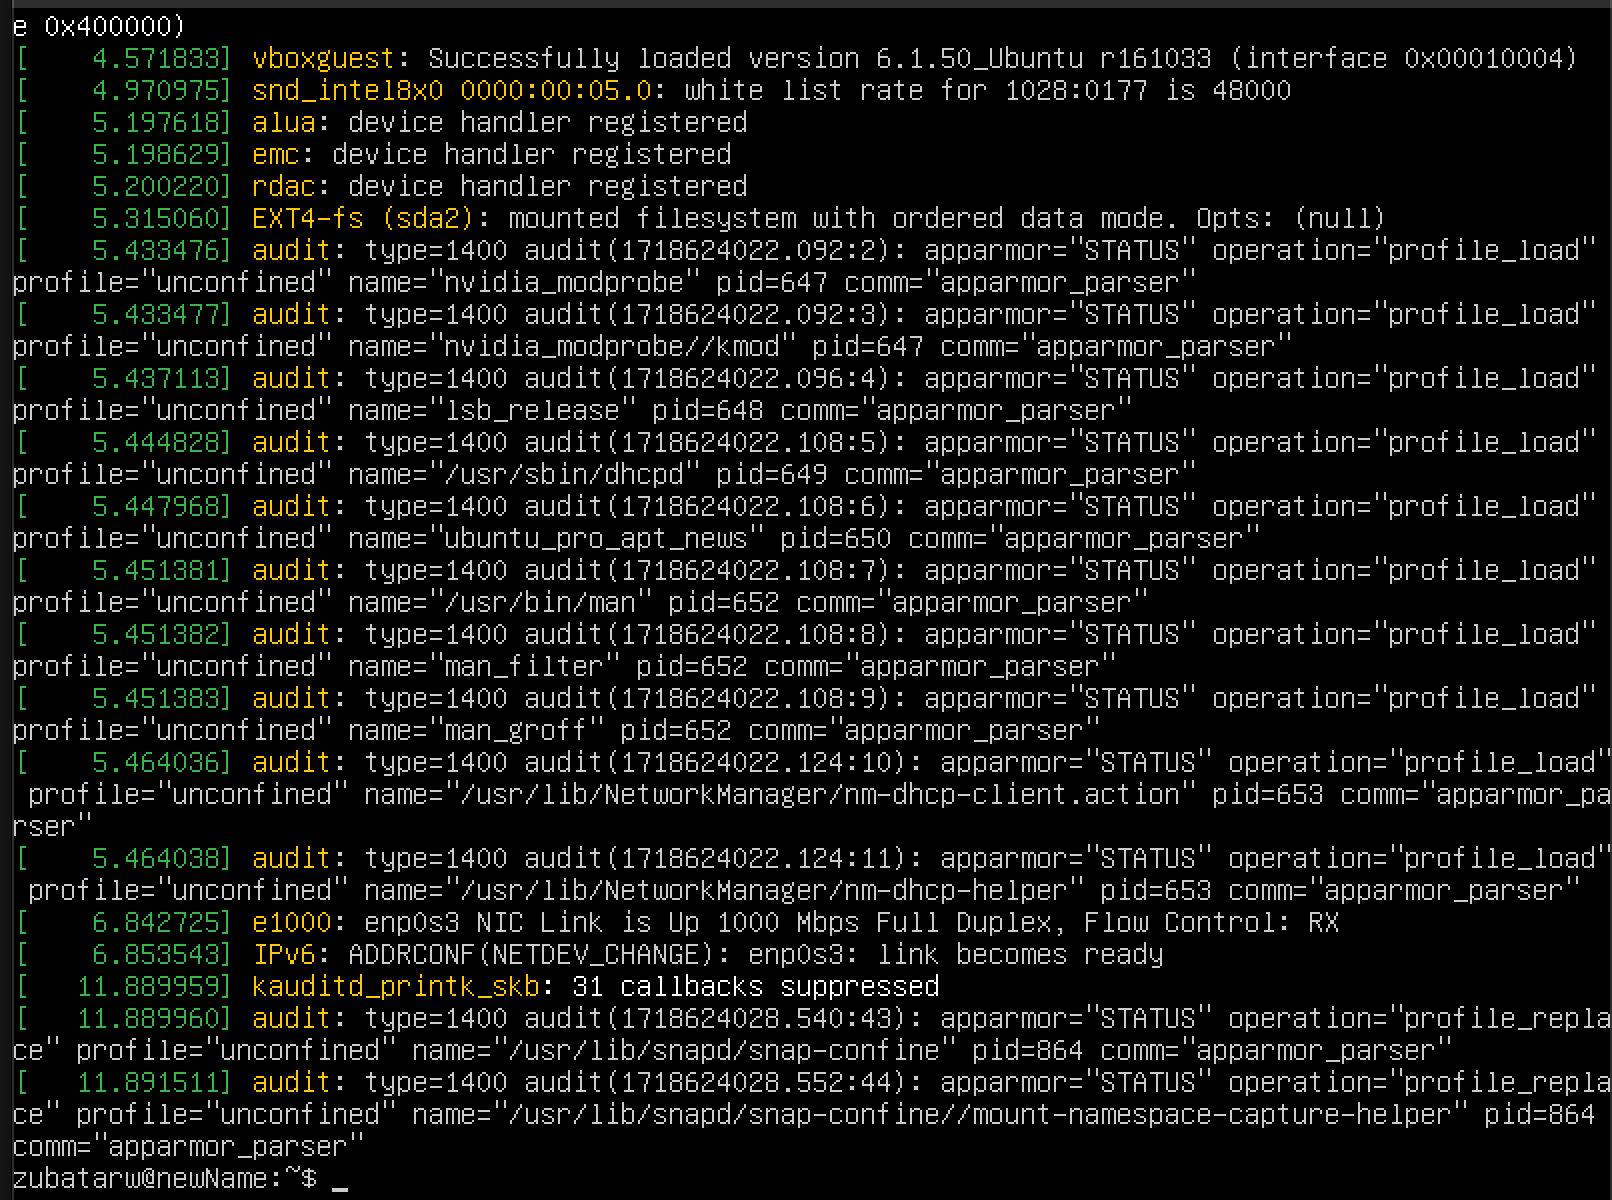 e 0x400000)
[    4.571833] vboxguest: Successfully loaded version 6.1.50_Ubuntu r161033 (interface 0x00010004)
[    4.970975] snd_intel8x0 0000:00:05.0: white list rate for 1028:0177 is 48000
[    5.197618] alua: device handler registered
[    5.198629] emc: device handler registered
[    5.200220] rdac: device handler registered
[    5.315060] EXT4-fs (sda2): mounted filesystem with ordered data mode. Opts: (null)
[    5.433476] audit: type=1400 audit(1718624022.092:2): apparmor="STATUS" operation="profile_load"
profile="unconfined" name="nvidia_modprobe" pid=647 comm="apparmor_parser"
[    5.433477] audit: type=1400 audit(1718624022.092:3): apparmor="STATUS" operation="profile_load"
profile="unconfined" name="nvidia_modprobe//kmod" pid=647 comm="apparmor_parser"
[    5.437113] audit: type=1400 audit(1718624022.096:4): apparmor="STATUS" operation="profile_load"
profile="unconfined" name="lsb_release" pid=648 comm="apparmor_parser"
[    5.444828] audit: type=1400 audit(1718624022.108:5): apparmor="STATUS" operation="profile_load"
profile="unconfined" name="/usr/sbin/dhcpd" pid=649 comm="apparmor_parser"
[    5.447968] audit: type=1400 audit(1718624022.108:6): apparmor="STATUS" operation="profile_load"
profile="unconfined" name="ubuntu_pro_apt_news" pid=650 comm="apparmor_parser"
[    5.451381] audit: type=1400 audit(1718624022.108:7): apparmor="STATUS" operation="profile_load"
profile="unconfined" name="/usr/bin/man" pid=652 comm="apparmor_parser"
[    5.451382] audit: type=1400 audit(1718624022.108:8): apparmor="STATUS" operation="profile_load"
profile="unconfined" name="man_filter" pid=652 comm="apparmor_parser"
[    5.451383] audit: type=1400 audit(1718624022.108:9): apparmor="STATUS" operation="profile_load"
profile="unconfined" name="man_groff" pid=652 comm="apparmor_parser"
[    5.464036] audit: type=1400 audit(1718624022.124:10): apparmor="STATUS" operation="profile_load"
 profile="unconfined" name="/usr/lib/NetworkManager/nm-dhcp-client.action" pid=653 comm="apparmor_pa
rser"
[    5.464038] audit: type=1400 audit(1718624022.124:11): apparmor="STATUS" operation="profile_load"
 profile="unconfined" name="/usr/lib/NetworkManager/nm-dhcp-helper" pid=653 comm="apparmor_parser"
[    6.842725] e1000: enp0s3 NIC Link is Up 1000 Mbps Full Duplex, Flow Control: RX
[    6.853543] IPv6: ADDRCONF(NETDEV_CHANGE): enp0s3: link becomes ready
[   11.889959] kauditd_printk_skb: 31 callbacks suppressed
[   11.889960] audit: type=1400 audit(1718624028.540:43): apparmor="STATUS" operation="profile_repla
ce" profile="unconfined" name="/usr/lib/snapd/snap-confine" pid=864 comm="apparmor_parser"
[   11.891511] audit: type=1400 audit(1718624028.552:44): apparmor="STATUS" operation="profile_repla
ce" profile="unconfined" name="/usr/lib/snapd/snap-confine//mount-namespace-capture-helper" pid=864
comm="apparmor_parser"
zubatarw@newName:~$ _